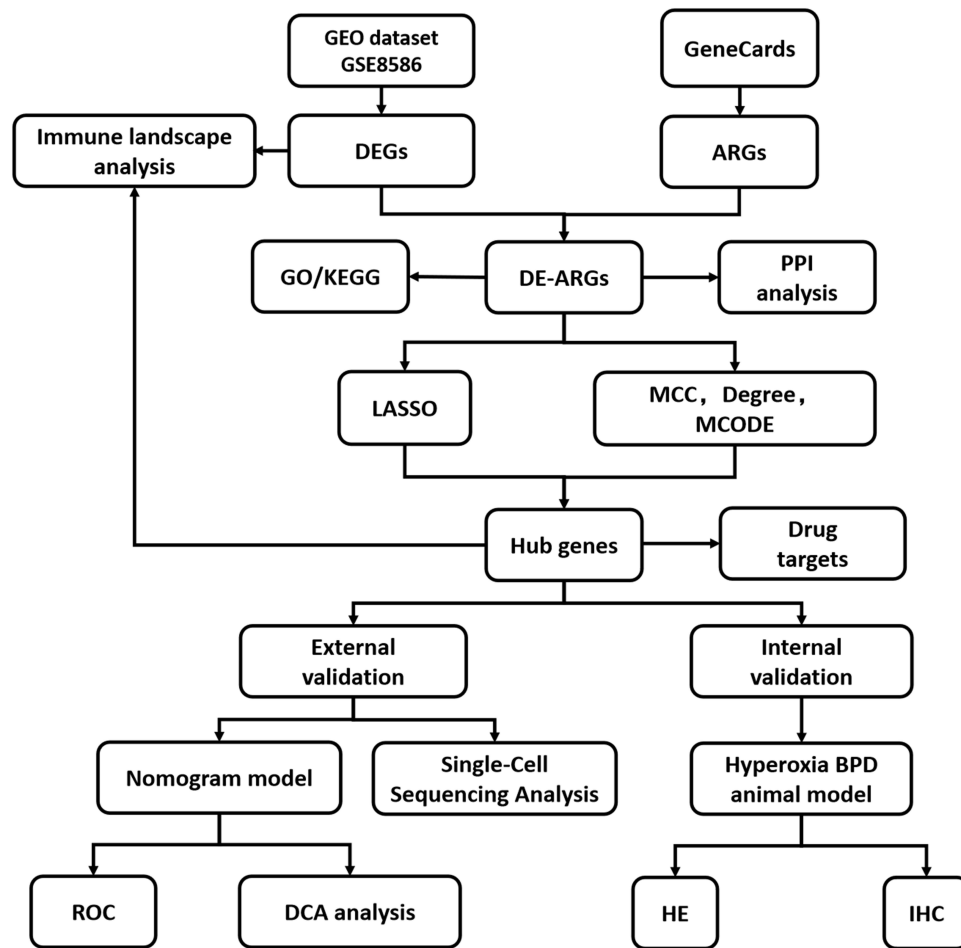 GEO dataset
GSE8586
GeneCards
Immune landscape
analysis
DEGs
ARGs
GO/KEGG
DE-ARGs
PPI
analysis
LASSO
MCC，Degree，
MCODE
Hub genes
Drug
targets
External
validation
Internal
validation
Nomogram model
Single-Cell
Sequencing Analysis
Hyperoxia BPD
animal model
ROC
DCA analysis
HE
IHC